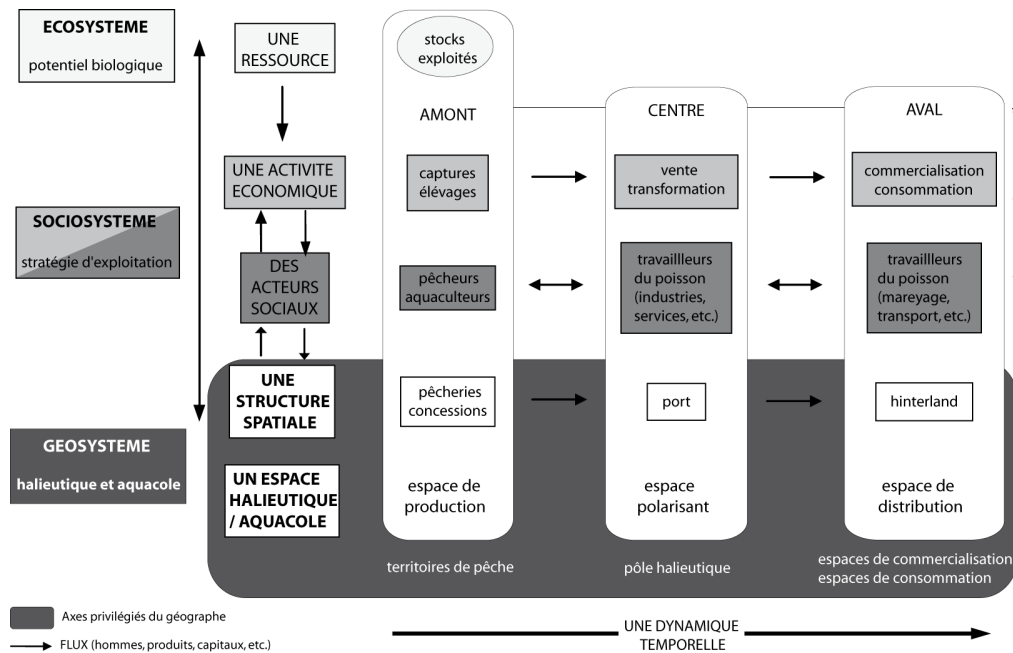 ECOSYSTEME
potentiel biologique
UNE
RESSOURCE
stocks
exploités
AMONT
CENTRE
AVAL
UNE ACTIVITE
ECONOMIQUE
captures
élévages
vente
transformation
commercialisation
consommation
SOCIOSYSTEME
stratégie d'exploitation
DES
ACTEURS
SOCIAUX
pêcheurs
aquaculteurs
travaillleurs
du poisson
(industries,
services, etc.)
travaillleurs
du poisson
(mareyage,
transport, etc.)
UNE
STRUCTURE
SPATIALE
pêcheries
concessions
port
hinterland
GEOSYSTEME
halieutique et aquacole
UN ESPACE
HALIEUTIQUE
/ AQUACOLE
espace de
production
espace
polarisant
espace de
distribution
territoires de pêche
pôle halieutique
espaces de commercialisation
espaces de consommation
Axes privilégiés du géographe
FLUX (hommes, produits, capitaux, etc.)
UNE DYNAMIQUE
TEMPORELLE